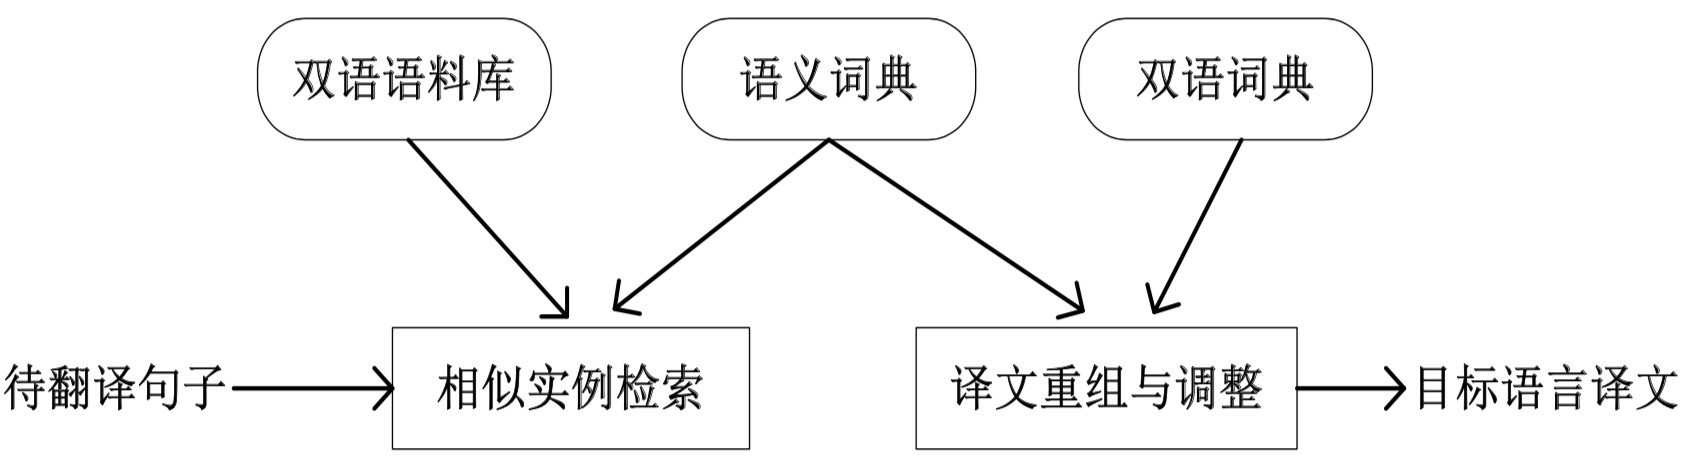 双语语料库
语义词典
双语词典
待翻译句子
相似实例检索
译文重组与调整
目标语言译文